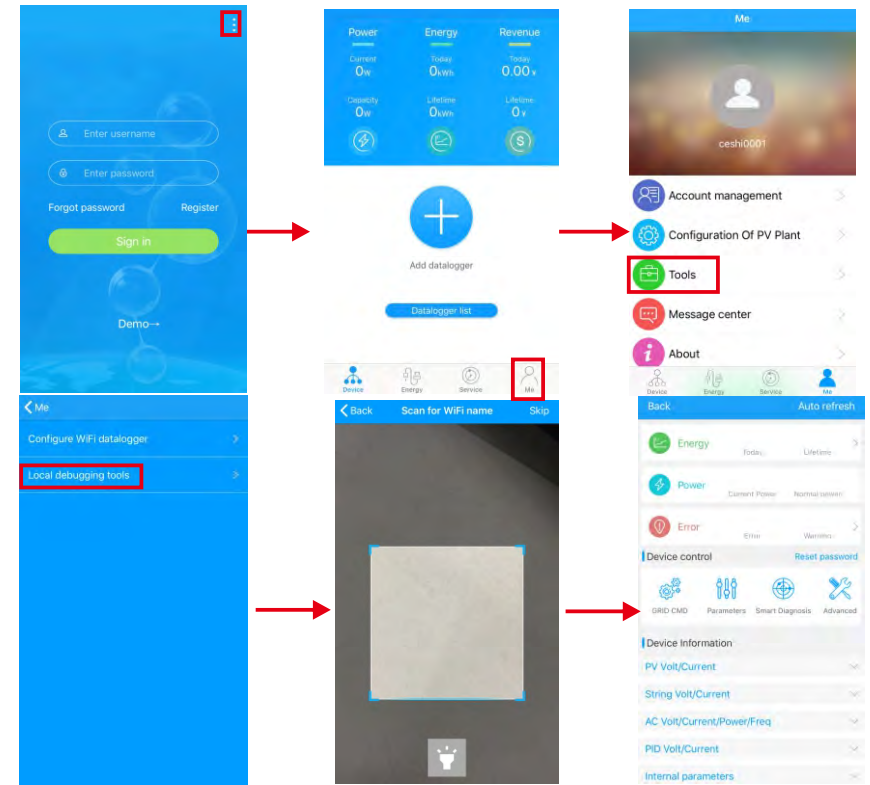 Enter username
Enter password
Forgot password Register
Sign in
Demo→
Power Energy Revenue
Current Today Today
0W 0kWh 0.00 ¥
Capacity Lifetime Lifetime
0W 0kWh 0 ¥
Add datalogger
Datalogger list
Device Energy Service Me
Me
ceshi0001
Account management
Configuration Of PV Plant
Tools
Message center
About
Device Energy Service Me
Me
Configure WiFi datalogger
Local debugging tools
Back Scan for WiFi name Skip
Back Auto refresh
Energy
Today Lifetime
Power
Current Power Normal power
Error
Error Warning
Device control Reset password
GRID CMD Parameters Smart Diagnosis Advanced
Device Information
PV Volt/Current
String Volt/Current
AC Volt/Current/Power/Freq
PID Volt/Current
Internal parameters